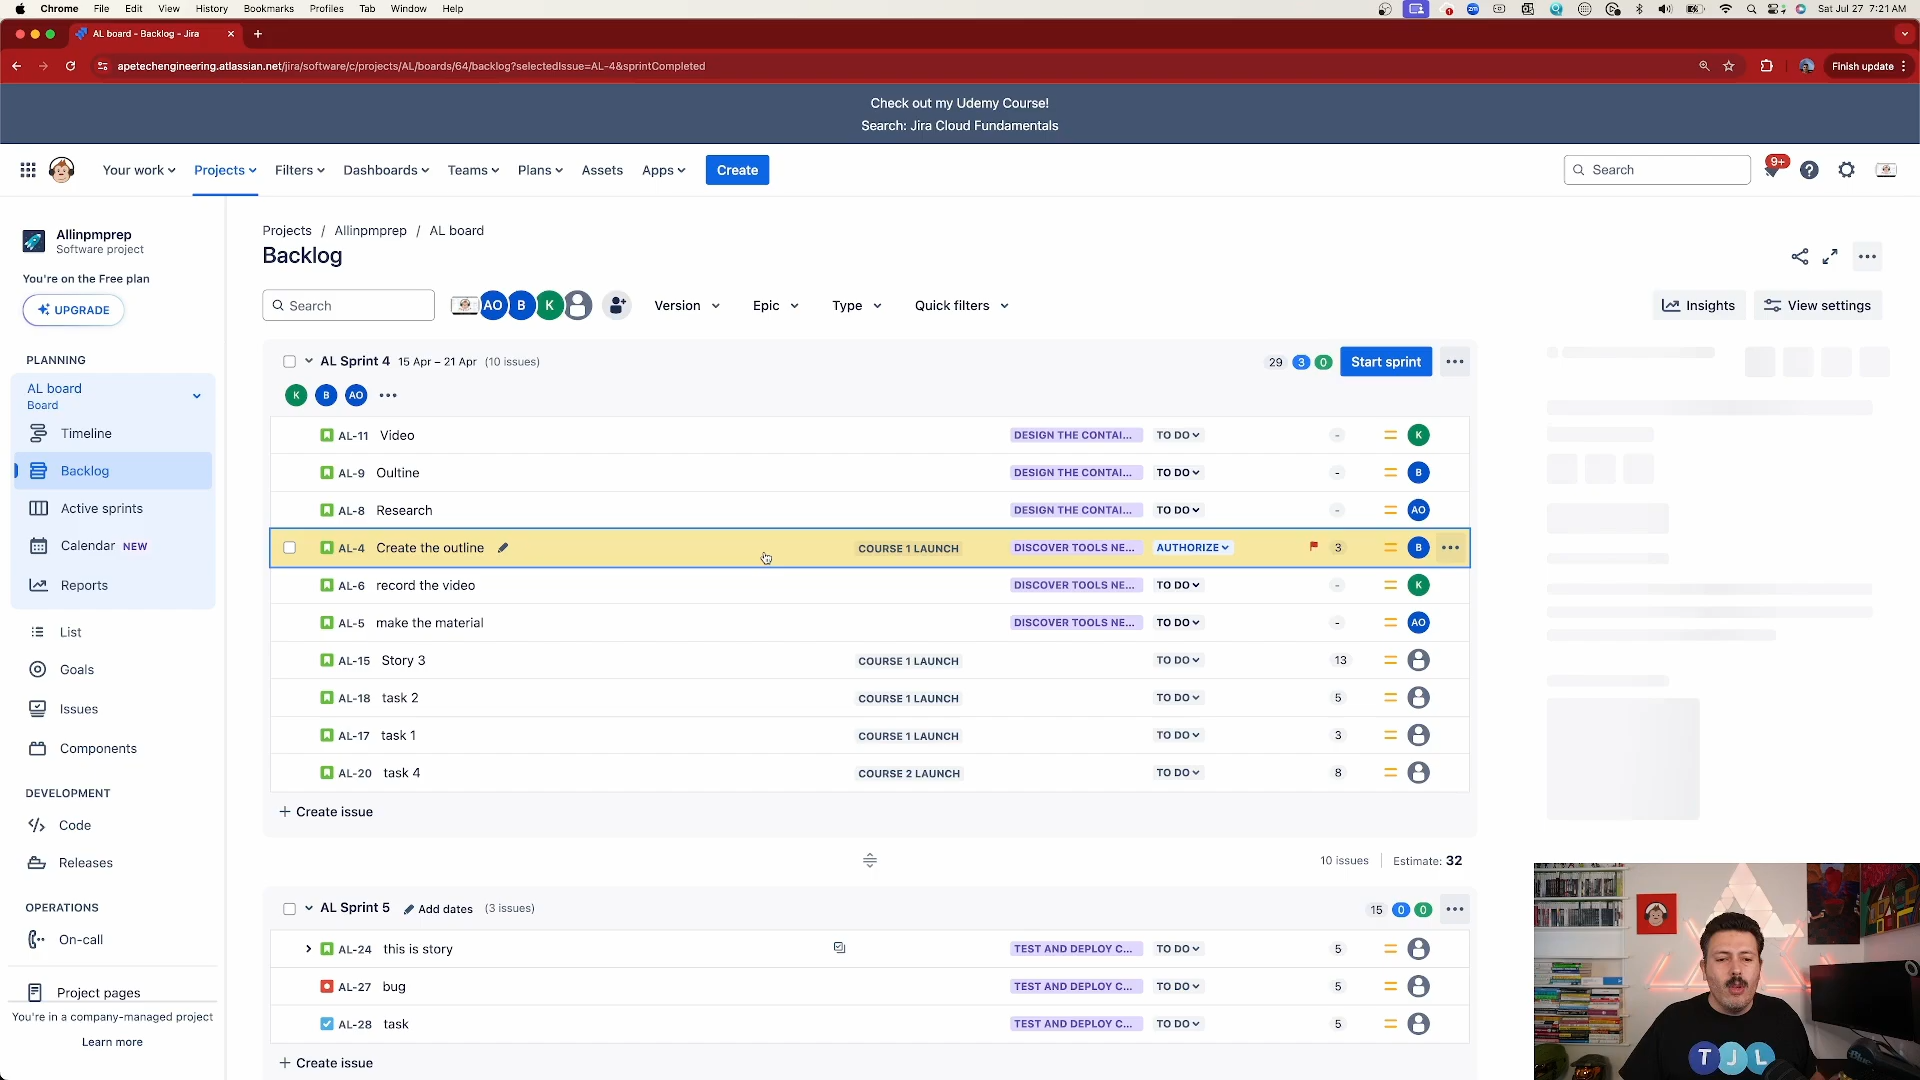 Chrome File Edit View History Bookmarks Profiles Tab Window Help Sat Jul 27 7:21 AM
AL board - Backlog - Jira
apetechengineering.atlassian.net/jira/software/c/projects/AL/boards/64/backlog?selectedIssue=AL-4&sprintCompleted Finish update
Check out my Udemy Course!
Search: Jira Cloud Fundamentals
Your work Projects Filters Dashboards Teams Plans Assets Apps Create Search 9+
Allinpmprep
Software project
You're on the Free plan
UPGRADE
PLANNING
AL board
Board
Timeline
Backlog
Active sprints
Calendar NEW
Reports
List
Goals
Issues
Components
DEVELOPMENT
Code
Releases
OPERATIONS
On-call
Project pages
You're in a company-managed project
Learn more
Projects / Allinpmprep / AL board
Backlog
Search AO B K Version Epic Type Quick filters Insights View settings
AL Sprint 4 15 Apr – 21 Apr (10 issues) 29 3 0 Start sprint
K B AO
AL-11 Video DESIGN THE CONTAI... TO DO - K
AL-9 Oultine DESIGN THE CONTAI... TO DO - B
AL-8 Research DESIGN THE CONTAI... TO DO - AO
AL-4 Create the outline COURSE 1 LAUNCH DISCOVER TOOLS NE... AUTHORIZE 3 B
AL-6 record the video DISCOVER TOOLS NE... TO DO - K
AL-5 make the material DISCOVER TOOLS NE... TO DO - AO
AL-15 Story 3 COURSE 1 LAUNCH TO DO 13
AL-18 task 2 COURSE 1 LAUNCH TO DO 5
AL-17 task 1 COURSE 1 LAUNCH TO DO 3
AL-20 task 4 COURSE 2 LAUNCH TO DO 8
+ Create issue
10 issues Estimate: 32
AL Sprint 5 Add dates (3 issues) 15 0 0
AL-24 this is story TEST AND DEPLOY C... TO DO 5
AL-27 bug TEST AND DEPLOY C... TO DO 5
AL-28 task TEST AND DEPLOY C... TO DO 5
+ Create issue
TJL